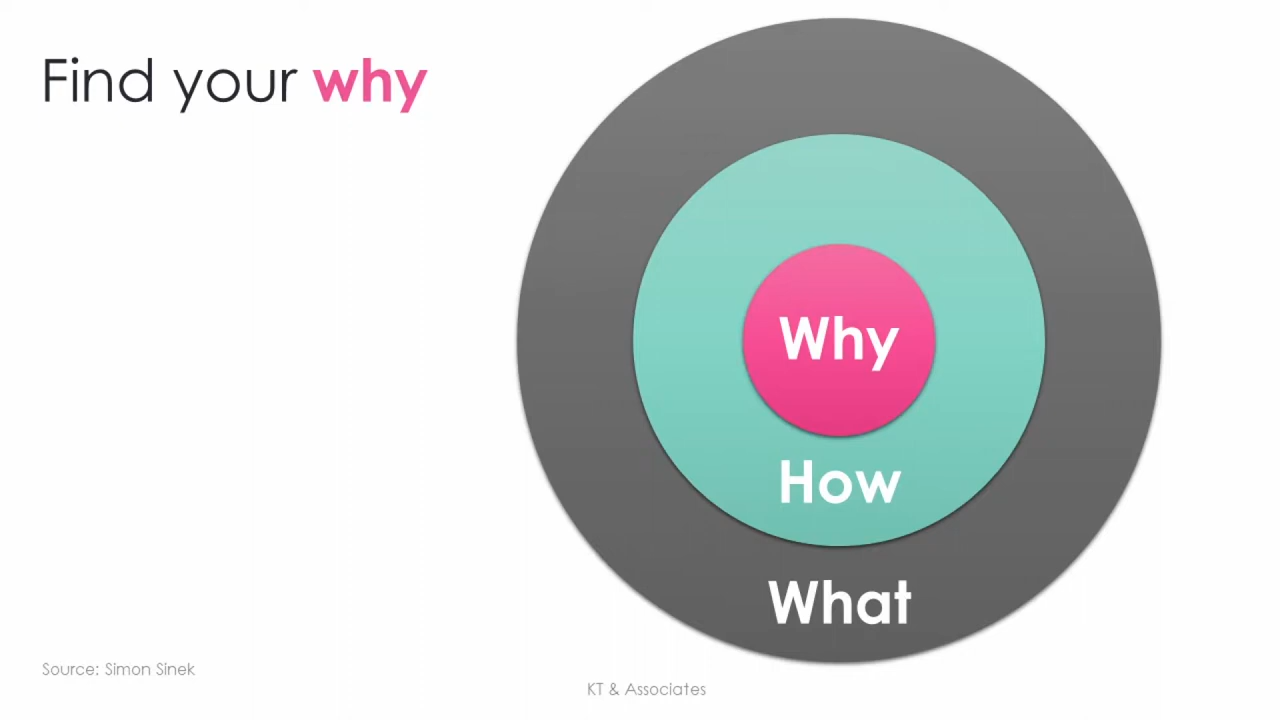 Find your why
Why
How
What
Source: Simon Sinek
KT & Associates